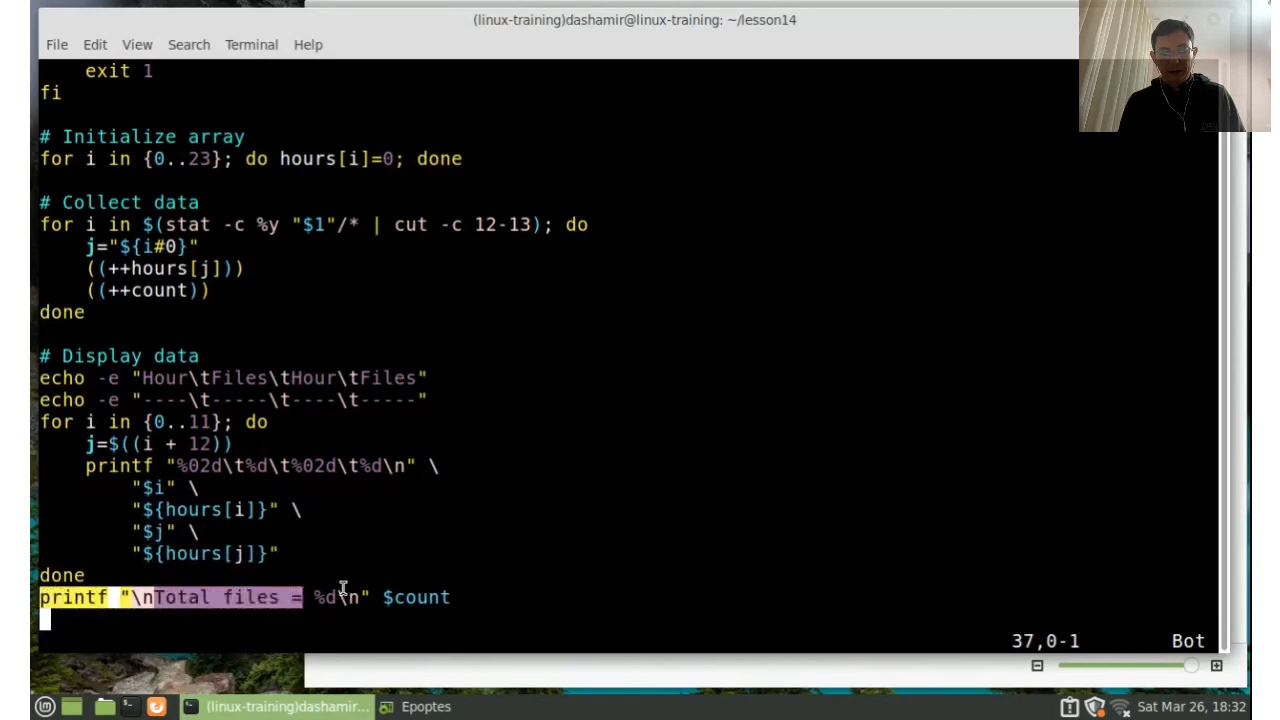 (linux-training)dashamir@linux-training: ~/lesson14
File Edit View Search Terminal Help
    exit 1
fi

# Initialize array
for i in {0..23}; do hours[i]=0; done

# Collect data
for i in $(stat -c %y "$1"/* | cut -c 12-13); do
    j="${i#0}"
    ((++hours[j]))
    ((++count))
done

# Display data
echo -e "Hour\tFiles\tHour\tFiles"
echo -e "----\t-----\t----\t-----"
for i in {0..11}; do
    j=$((i + 12))
    printf "%02d\t%d\t%02d\t%d\n" \
        "$i" \
        "${hours[i]}" \
        "$j" \
        "${hours[j]}"
done
printf "\nTotal files = %d\n" $count
37,0-1 Bot
(linux-training)dashamir... Epoptes Sat Mar 26, 18:32